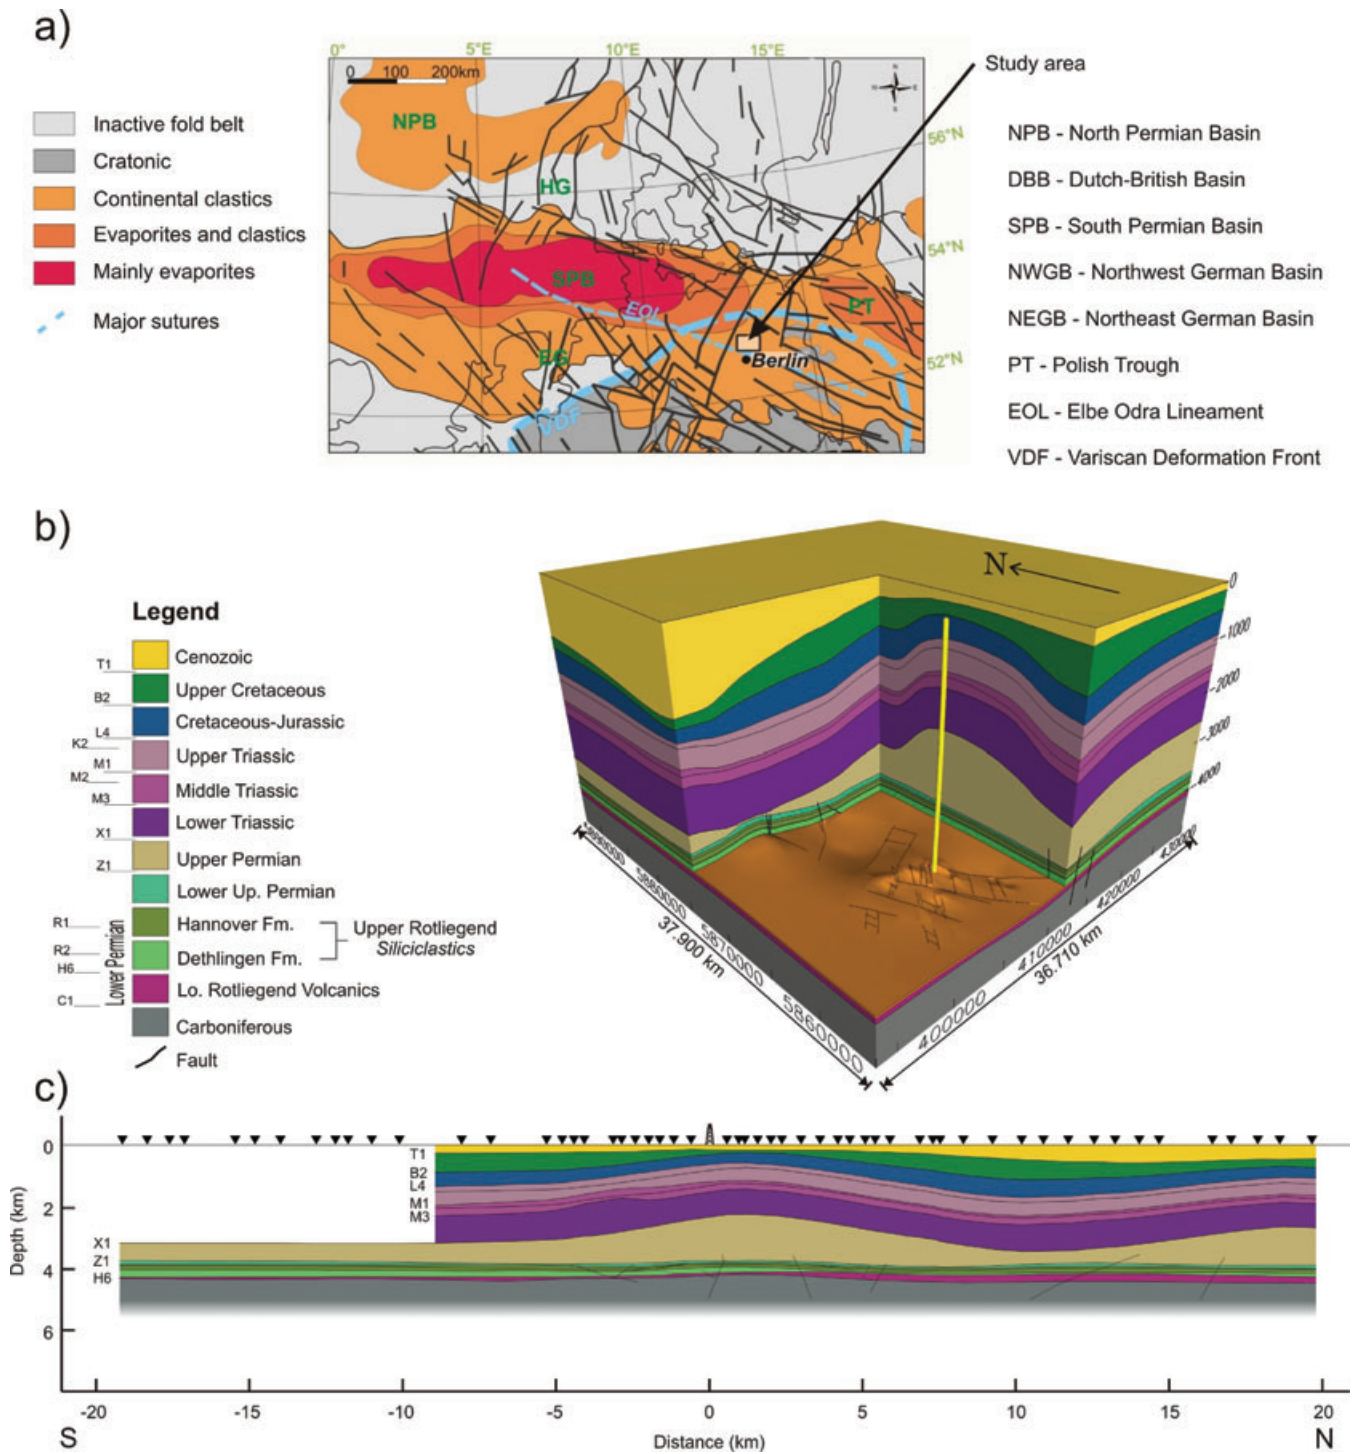 a)
0°
5°E
10°E
15°E
0 100 200km
N
W E
S
Study area
56°N
54°N
52°N
NPB
HG
SPB
EOL
PT
EG
VDF
Berlin
Inactive fold belt
Cratonic
Continental clastics
Evaporites and clastics
Mainly evaporites
Major sutures
NPB - North Permian Basin
DBB - Dutch-British Basin
SPB - South Permian Basin
NWGB - Northwest German Basin
NEGB - Northeast German Basin
PT - Polish Trough
EOL - Elbe Odra Lineament
VDF - Variscan Deformation Front
b)
Legend
T1
Cenozoic
B2
Upper Cretaceous
L4
Cretaceous-Jurassic
K2
M1
Upper Triassic
M2
M3
Middle Triassic
X1
Lower Triassic
Z1
Upper Permian
Lower Up. Permian
R1
Hannover Fm.
R2
Dethlingen Fm.
Upper Rotliegend
Siliciclastics
H6
C1
Lower Permian
Lo. Rotliegend Volcanics
Carboniferous
Fault
N
0
-1000
-2000
-3000
-4000
5890000
5880000
5870000
5860000
37.900 km
430000
420000
410000
400000
36.710 km
c)
0
2
4
6
Depth (km)
T1
B2
L4
M1
M3
X1
Z1
H6
-20 -15 -10 -5 0 5 10 15 20
S
Distance (km)
N